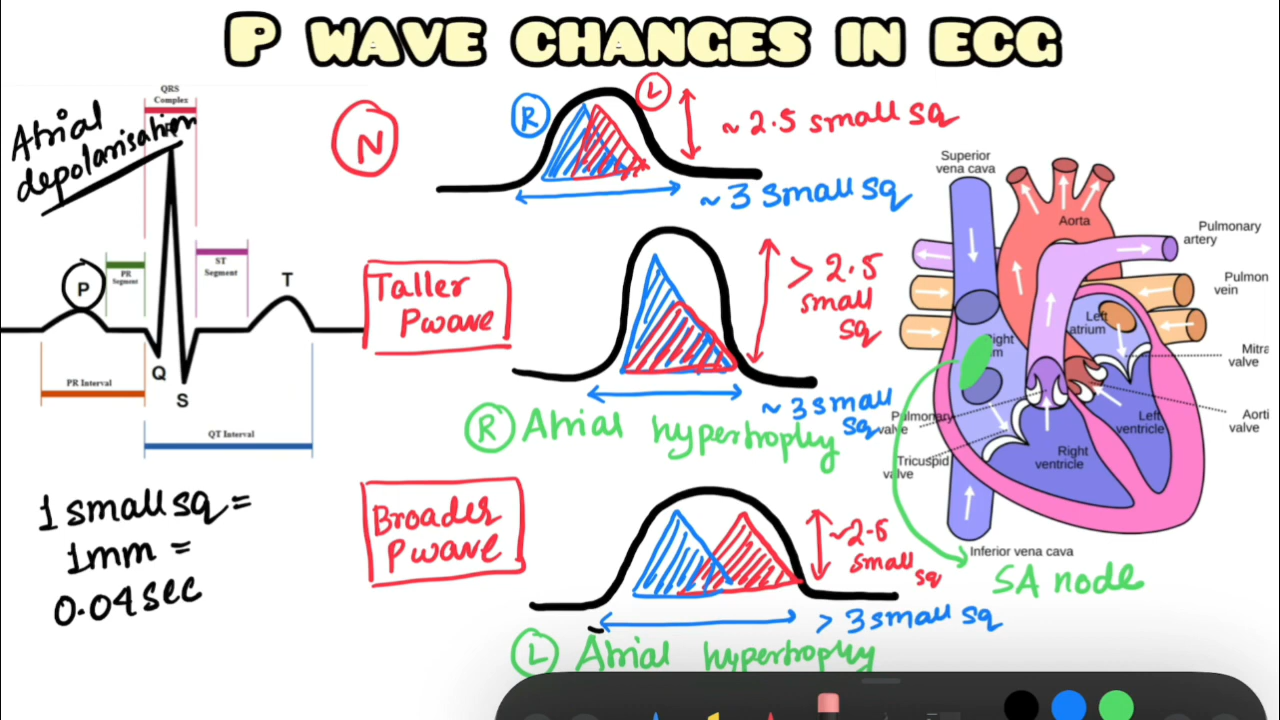 P WAVE CHANGES IN ECG
Atrial
depolarisation
QRS
Complex
PR
Segment
ST
Segment
P
Q
S
T
PR Interval
QT Interval
1 small sq =
1mm =
0.04 sec
N
R
L
~ 2.5 small sq
~ 3 small sq
Taller
P wave
> 2.5
small
sq
~ 3 small
sq
R Atrial hypertrophy
Broader
P wave
~2.5
small
sq
> 3 small sq
L Atrial hypertrophy
Superior
vena cava
Aorta
Pulmonary
artery
Pulmon
vein
Left
atrium
Mitra
valve
Aorti
valve
Left
ventricle
Right
ventricle
Pulmonary
valve
Tricuspid
valve
Inferior vena cava
SA node